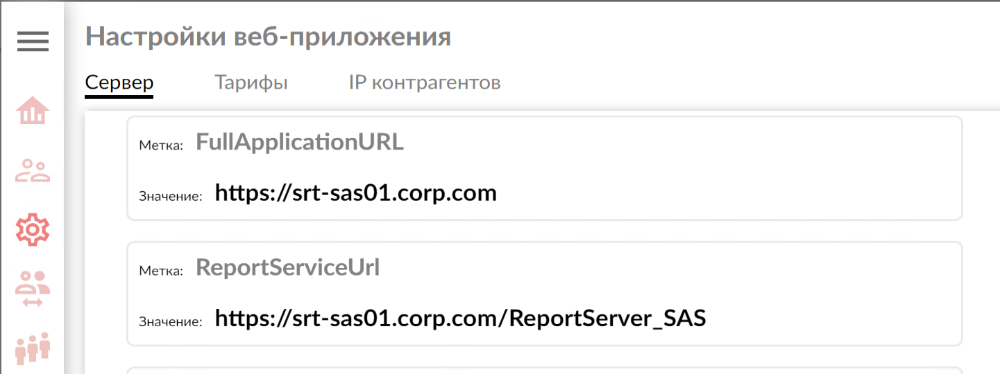 Настройки веб-приложения
Сервер Тарифы IP контрагентов
Метка: FullApplicationURL
Значение: https://srt-sas01.corp.com
Метка: ReportServiceUrl
Значение: https://srt-sas01.corp.com/ReportServer_SAS